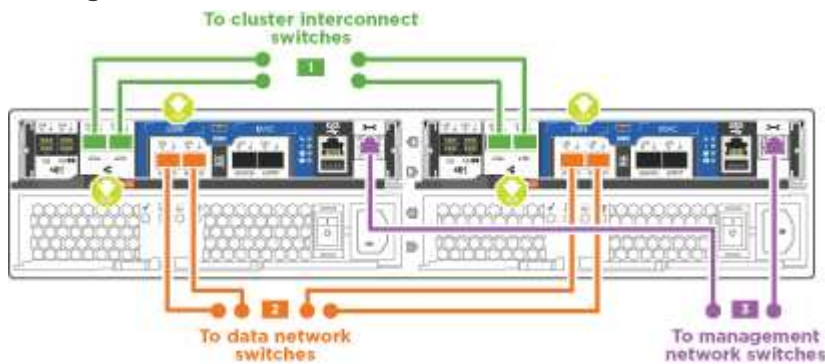 To cluster interconnect
switches
1
2
3
To data network
switches
To management
network switches